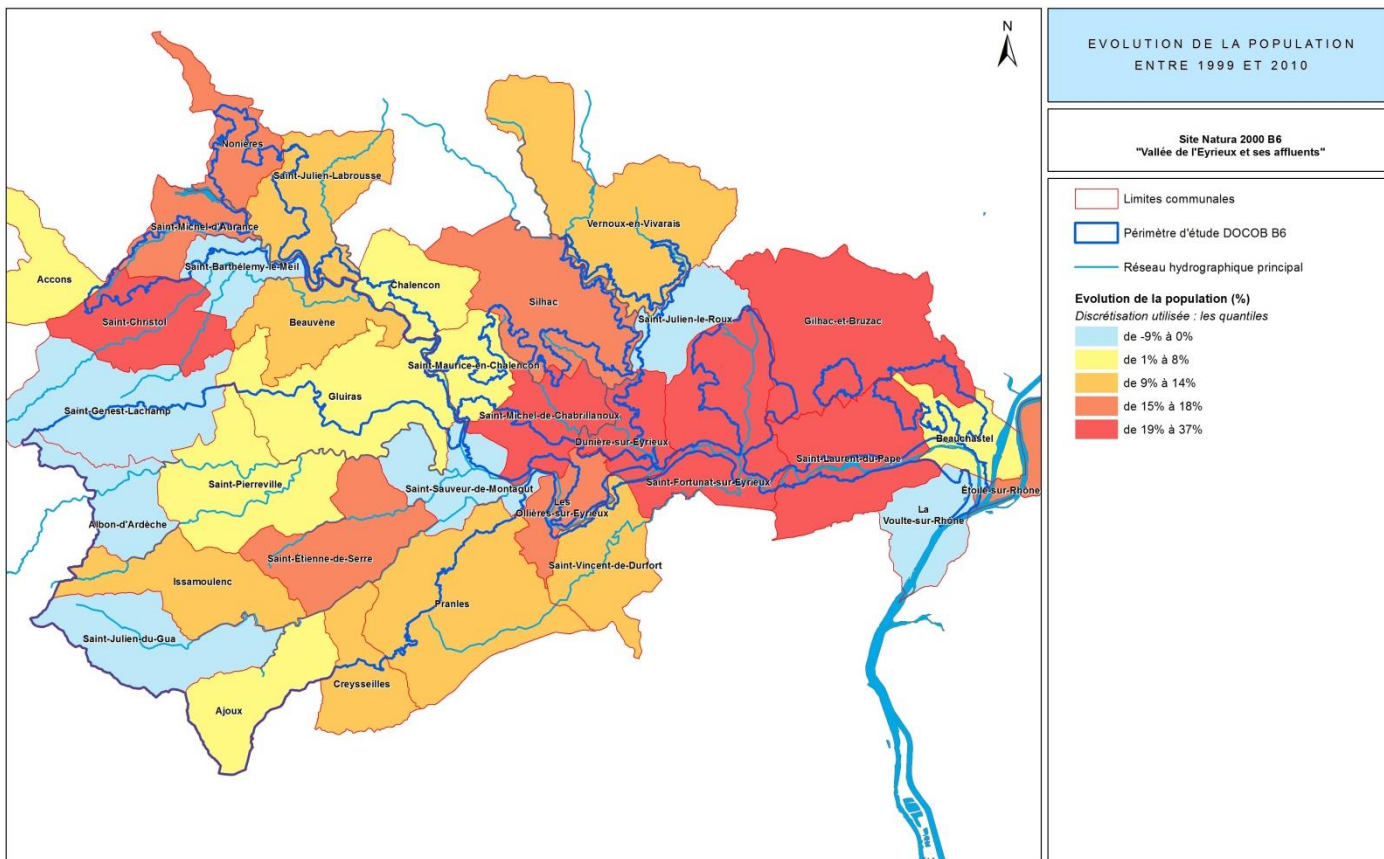 EVOLUTION DE LA POPULATION
ENTRE 1999 ET 2010
Site Natura 2000 B6
"Vallée de l'Eyrieux et ses affluents"
Limites communales
Périmètre d'étude DOCOB B6
Réseau hydrographique principal
Evolution de la population (%)
Discrétisation utilisée : les quantiles
de -9% à 0%
de 1% à 8%
de 9% à 14%
de 15% à 18%
de 19% à 37%
N
Nonières
Saint-Julien-Labrousse
Saint-Michel-d'Aurance
Vernoux-en-Vivarais
Saint-Barthélemy-le-Meil
Accons
Chalencon
Silhac
Saint-Christol
Beauvène
Saint-Julien-le-Roux
Gilhac-et-Bruzac
Saint-Maurice-en-Chalencon
Gluiras
Saint-Genest-Lachamp
Saint-Michel-de-Chabrillanoux
Dunière-sur-Eyrieux
Beauchastel
Saint-Laurent-du-Pape
Saint-Pierreville
Saint-Sauveur-de-Montagut
Saint-Fortunat-sur-Eyrieux
Étoile-sur-Rhône
Les
Ollières-sur-Eyrieux
La
Voulte-sur-Rhône
Albon-d'Ardèche
Saint-Étienne-de-Serre
Saint-Vincent-de-Durfort
Issamoulenc
Pranles
Saint-Julien-du-Gua
Creysseilles
Ajoux